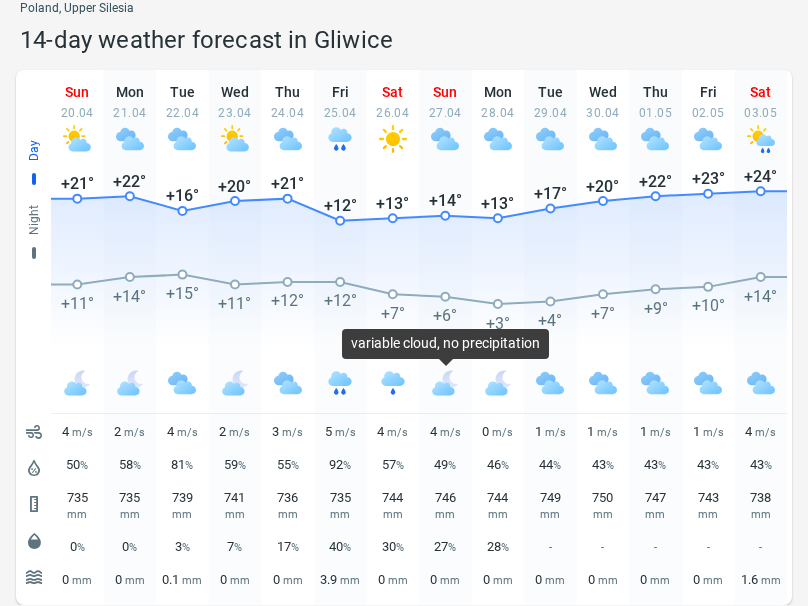 Poland, Upper Silesia
14-day weather forecast in Gliwice
Sun Mon Tue Wed Thu Fri Sat Sun Mon Tue Wed Thu Fri Sat
20.04 21.04 22.04 23.04 24.04 25.04 26.04 27.04 28.04 29.04 30.04 01.05 02.05 03.05
Day
+21° +22° +16° +20° +21° +12° +13° +14° +13° +17° +20° +22° +23° +24°
Night
+11° +14° +15° +11° +12° +12° +7° +6° +3° +4° +7° +9° +10° +14°
variable cloud, no precipitation
4 m/s 2 m/s 4 m/s 2 m/s 3 m/s 5 m/s 4 m/s 4 m/s 0 m/s 1 m/s 1 m/s 1 m/s 1 m/s 4 m/s
50% 58% 81% 59% 55% 92% 57% 49% 46% 44% 43% 43% 43% 43%
735 735 739 741 736 735 744 746 744 749 750 747 743 738
mm mm mm mm mm mm mm mm mm mm mm mm mm mm
0% 0% 3% 7% 17% 40% 30% 27% 28% - - - - -
0 mm 0 mm 0.1 mm 0 mm 0 mm 3.9 mm 0 mm 0 mm 0 mm 0 mm 0 mm 0 mm 0 mm 1.6 mm